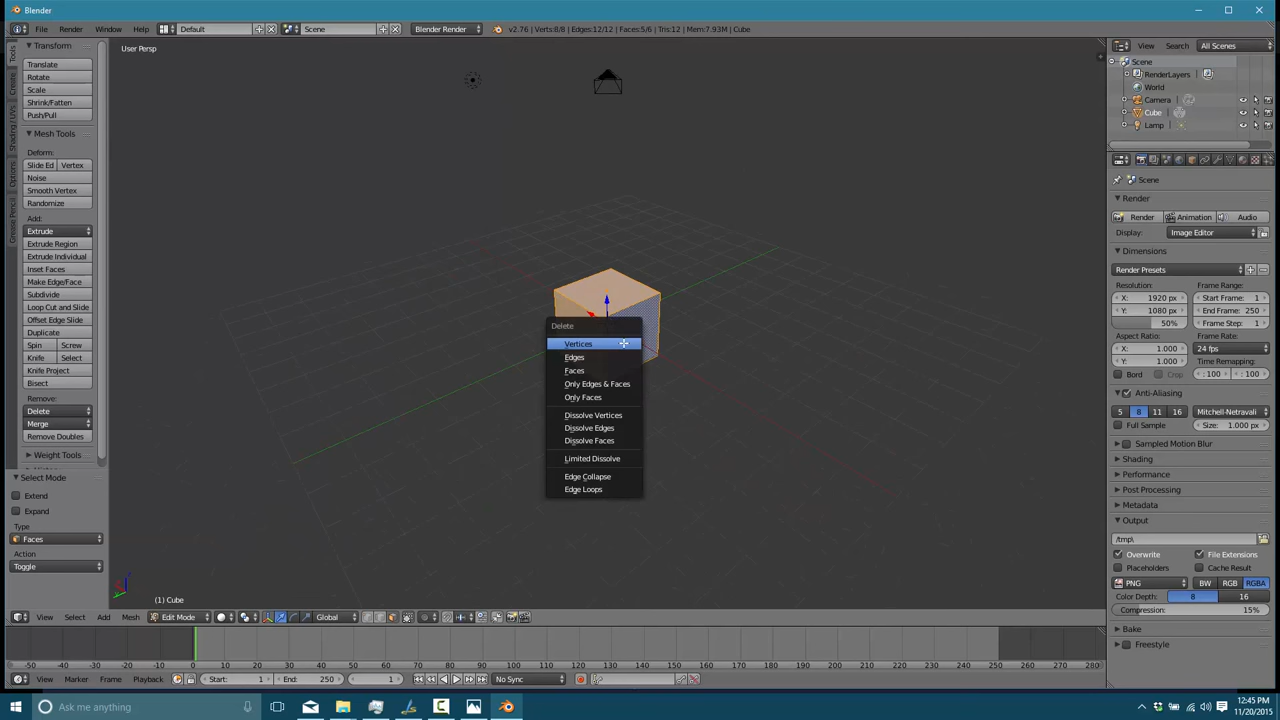 Blender
File Render Window Help Default Scene Blender Render v2.76 | Verts:8/8 | Edges:12/12 | Faces:5/6 | Tris:12 | Mem:7.93M | Cube View Search All Scenes
Tools
Create
Shading / UVs
Options
Grease Pencil
Transform
Translate
Rotate
Scale
Shrink/Fatten
Push/Pull
Mesh Tools
Deform:
Slide Ed Vertex
Noise
Smooth Vertex
Randomize
Add:
Extrude
Extrude Region
Extrude Individual
Inset Faces
Make Edge/Face
Subdivide
Loop Cut and Slide
Offset Edge Slide
Duplicate
Spin Screw
Knife Select
Knife Project
Bisect
Remove:
Delete
Merge
Remove Doubles
Weight Tools
Select Mode
Extend
Expand
Type
Faces
Action
Toggle
User Persp
Delete
Vertices
Edges
Faces
Only Edges & Faces
Only Faces
Dissolve Vertices
Dissolve Edges
Dissolve Faces
Limited Dissolve
Edge Collapse
Edge Loops
(1) Cube
View Select Add Mesh Edit Mode Global
Scene
RenderLayers
World
Camera
Cube
Lamp
Scene
Render
Render Animation Audio
Display: Image Editor
Dimensions
Render Presets
Resolution: Frame Range:
X: 1920 px Start Frame: 1
Y: 1080 px End Frame: 250
50% Frame Step: 1
Aspect Ratio: Frame Rate:
X: 1.000 24 fps
Y: 1.000 Time Remapping:
Bord Crop : 100 : 100
Anti-Aliasing
5 8 11 16 Mitchell-Netravali
Full Sample Size: 1.000 px
Sampled Motion Blur
Shading
Performance
Post Processing
Metadata
Output
/tmp\
Overwrite File Extensions
Placeholders Cache Result
PNG BW RGB RGBA
Color Depth: 8 16
Compression: 15%
Bake
Freestyle
-50 -40 -30 -20 -10 0 10 20 30 40 50 60 70 80 90 100 110 120 130 140 150 160 170 180 190 200 210 220 230 240 250 260 270 280
View Marker Frame Playback Start: 1 End: 250 1 No Sync
Ask me anything
12:45 PM
11/20/2015